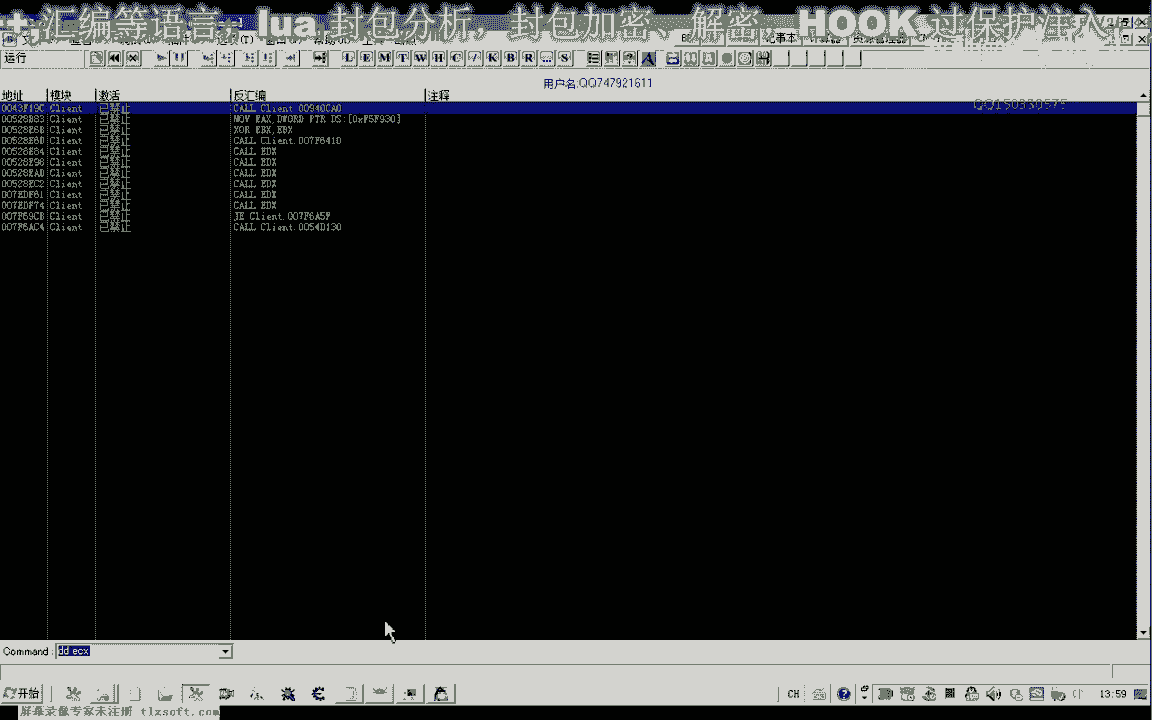 +,汇编等语言，lua,封包分析，封包加密、解密，HOOK 过保护注入
运行
L E M T W H C / K B R ... S
用户名:QQ747921611
地址 模块 激活 反汇编 注释
0043F19C Client 已禁止 CALL Client.00940CA0
00528B83 Client 已禁止 MOV EAX,DWORD PTR DS:[0xF5F930]
00528E6B Client 已禁止 XOR EBX,EBX
00528E6D Client 已禁止 CALL Client.007F6410
00528E84 Client 已禁止 CALL EDX
00528E98 Client 已禁止 CALL EDX
00528EAD Client 已禁止 CALL EDX
00528EC2 Client 已禁止 CALL EDX
007EDF61 Client 已禁止 CALL EDX
007EDF74 Client 已禁止 CALL EDX
007F69CB Client 已禁止 JE Client.007F6A5F
007F6AC4 Client 已禁止 CALL Client.0054D130
Command: dd ecx
开始 CH 13:59
屏幕录像专家未注册 tlxsoft.com